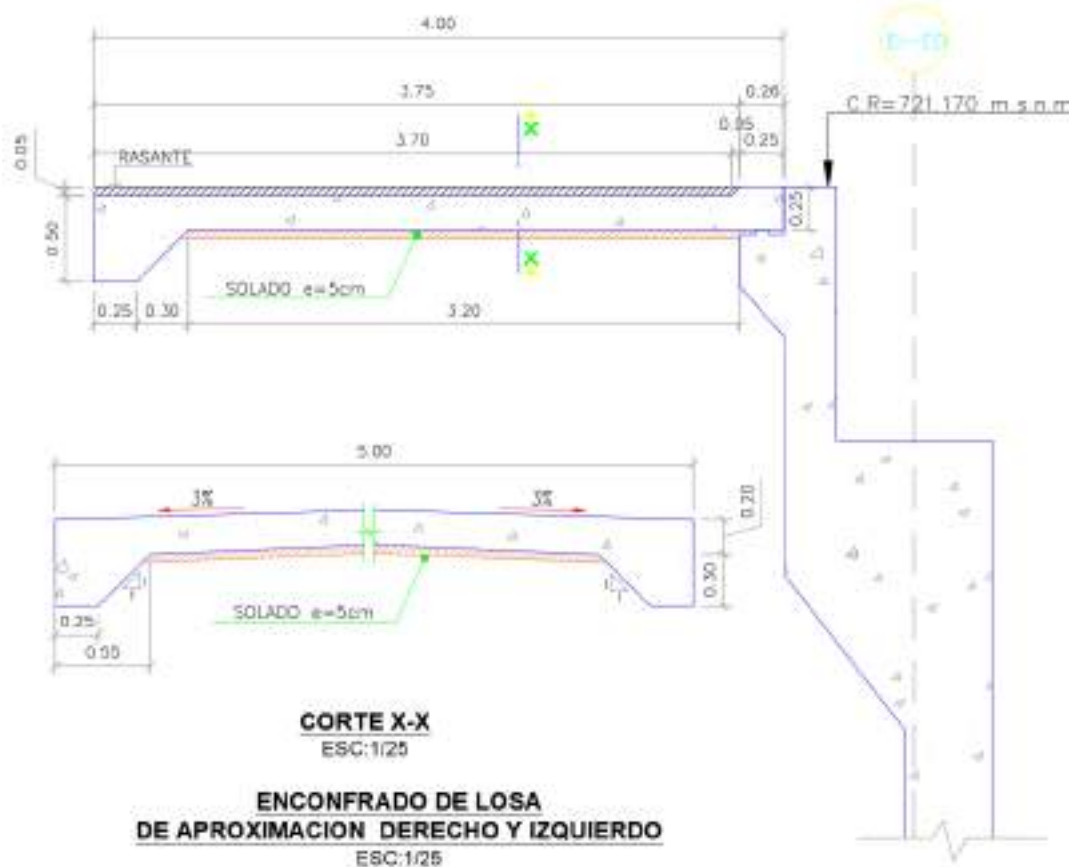 4.00
3.75
0.26
C.R=721.170 m.s.n.m
X
0.05
0.05
3.70
0.25
RASANTE
0.25
0.50
X
SOLADO e=5cm
0.25
0.30
3.20
5.00
3%
3%
0.20
0.30
SOLADO e=5cm
0.25
0.55
CORTE X-X
ESC:1/25
ENCONFRADO DE LOSA
DE APROXIMACION DERECHO Y IZQUIERDO
ESC:1/25